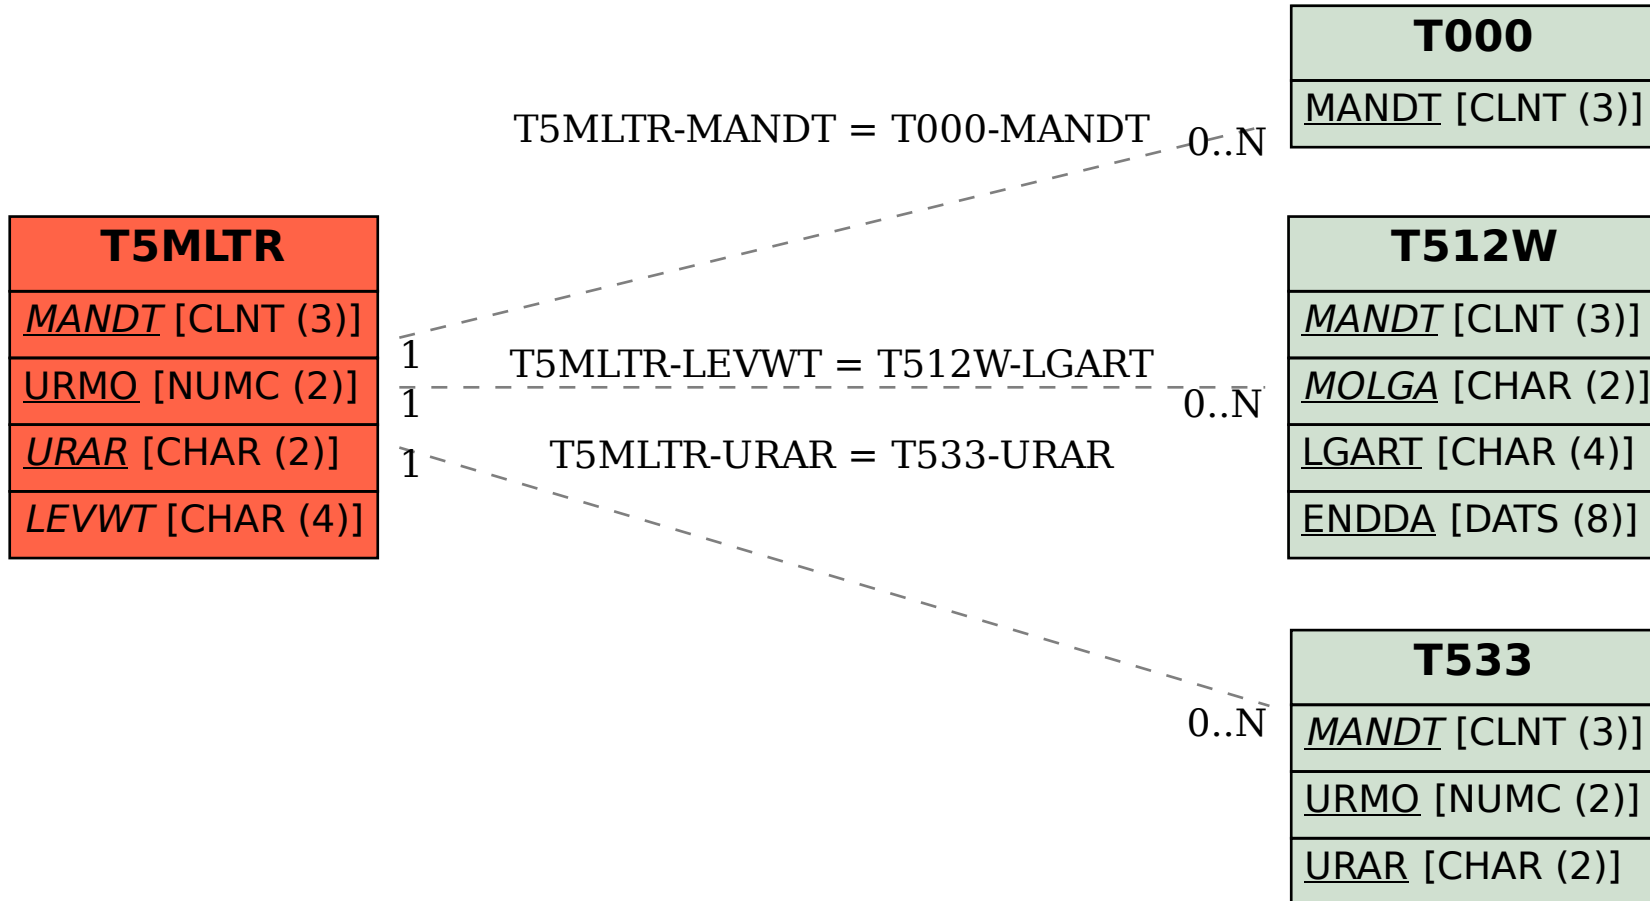 T000
MANDT [CLNT (3)]
T5MLTR-MANDT = T000-MANDT
0..N
T5MLTR
MANDT [CLNT (3)]
URMO [NUMC (2)]
URAR [CHAR (2)]
LEVWT [CHAR (4)]
1
T5MLTR-LEVWT = T512W-LGART
1
0..N
T5MLTR-URAR = T533-URAR
1
T512W
MANDT [CLNT (3)]
MOLGA [CHAR (2)]
LGART [CHAR (4)]
ENDDA [DATS (8)]
0..N
T533
MANDT [CLNT (3)]
URMO [NUMC (2)]
URAR [CHAR (2)]